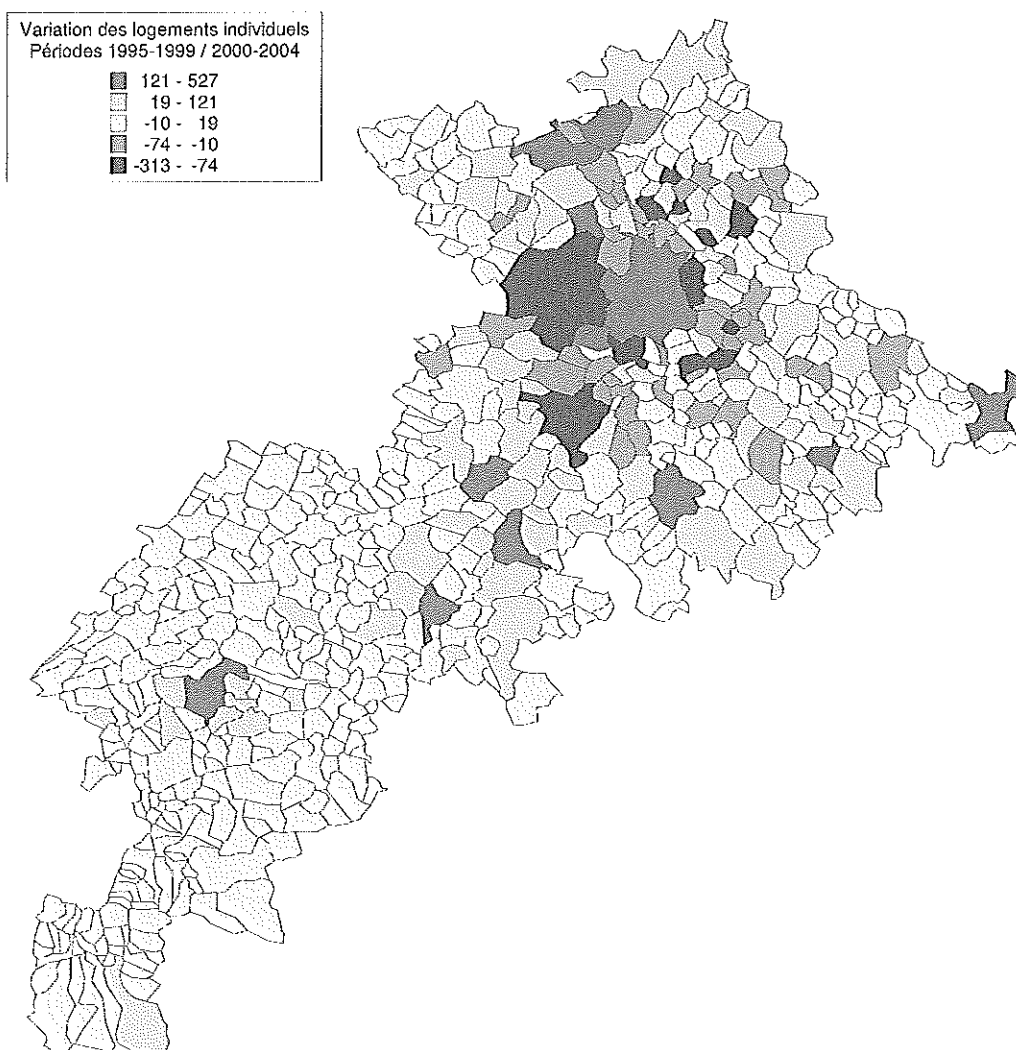 Variation des logements individuels
Périodes 1995-1999 / 2000-2004
121 - 527
19 - 121
-10 - 19
-74 - -10
-313 - -74